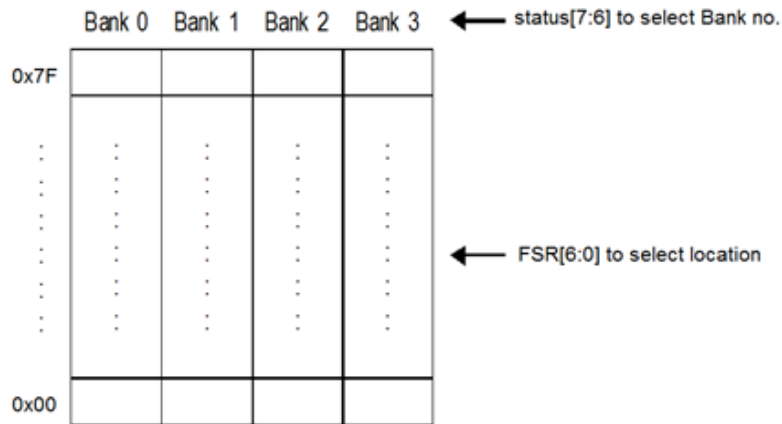 Bank 0 Bank 1 Bank 2 Bank 3 status[7:6] to select Bank no.
0x7F
FSR[6:0] to select location
0x00